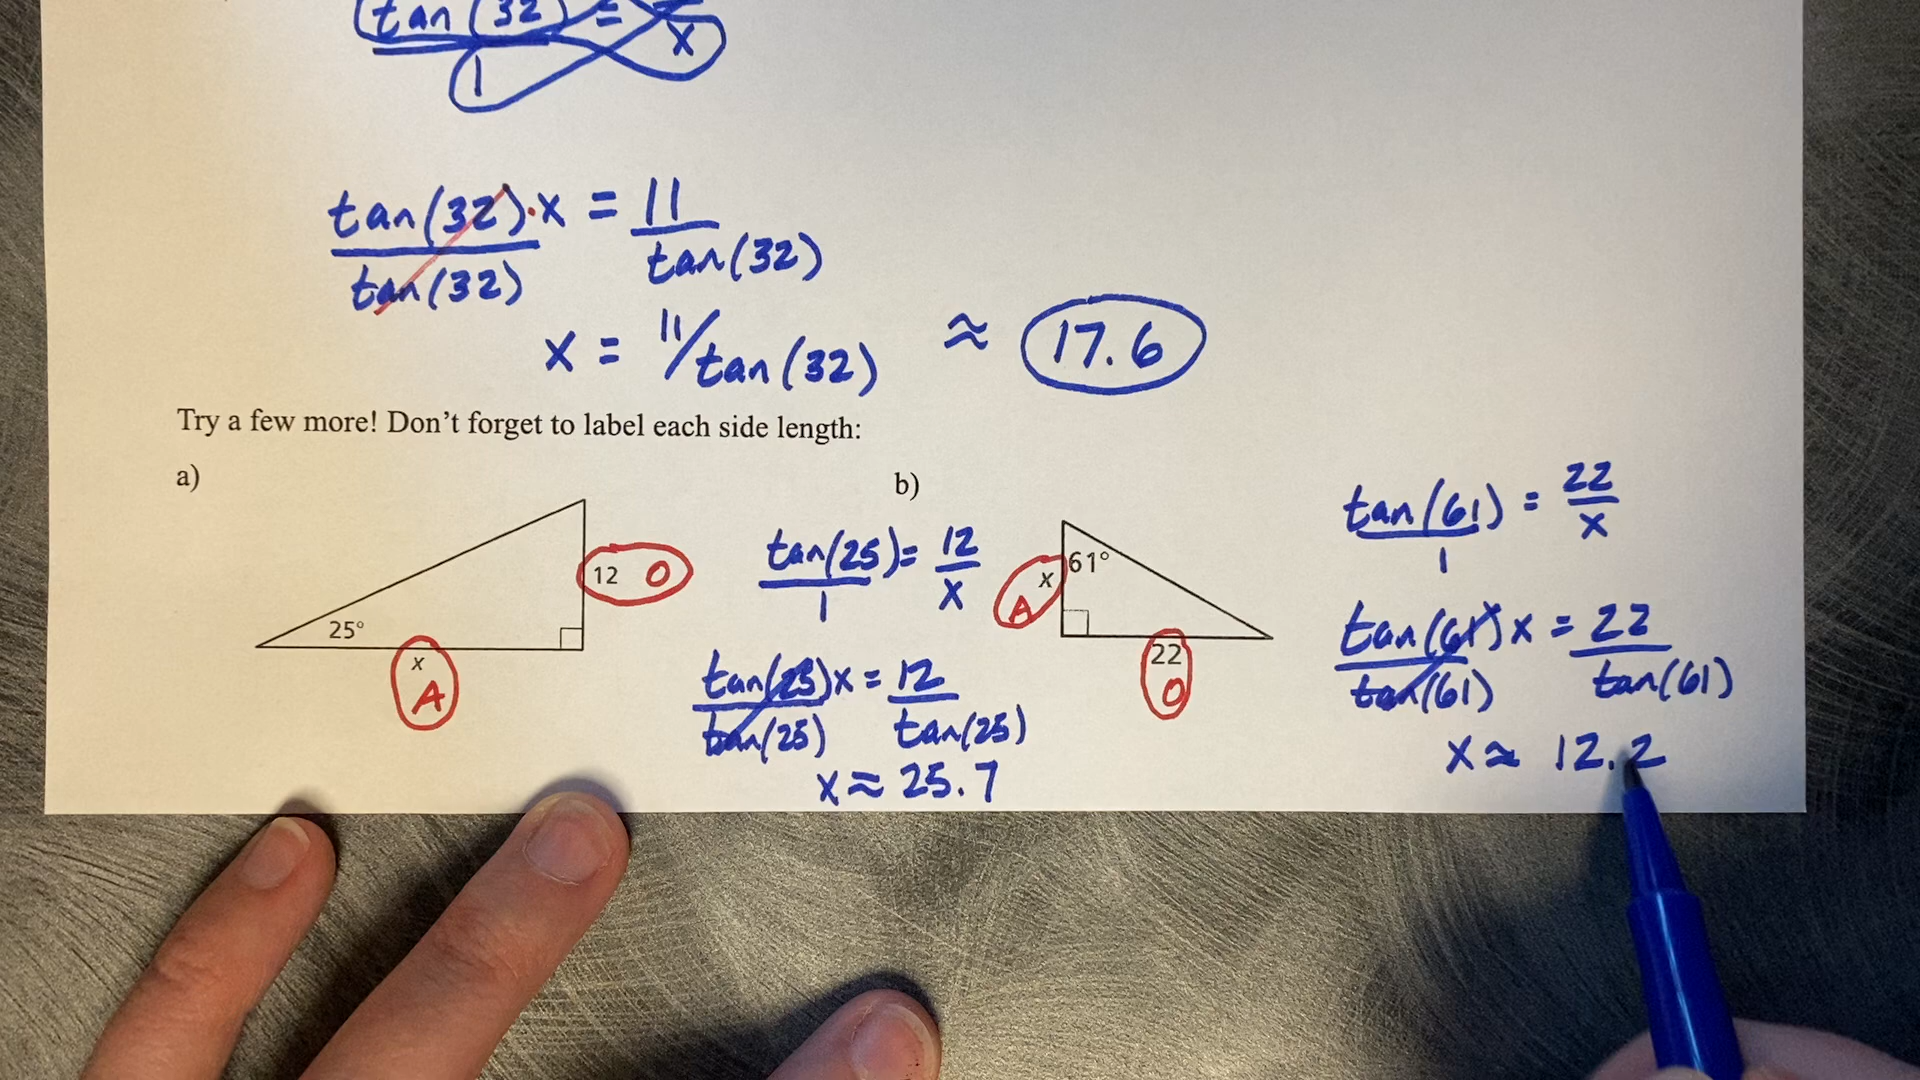 tan(32) =
x
1
tan(32)·x = 11
tan(32) tan(32)
x = 11/tan(32) ≈ 17.6
Try a few more! Don't forget to label each side length:
a)
12 O
25°
x
A
tan(25) = 12
1 x
tan(25)x = 12
tan(25) tan(25)
x ≈ 25.7
b)
61°
x
A
22
O
tan(61) = 22
1 x
tan(61)x = 22
tan(61) tan(61)
x ≈ 12.2